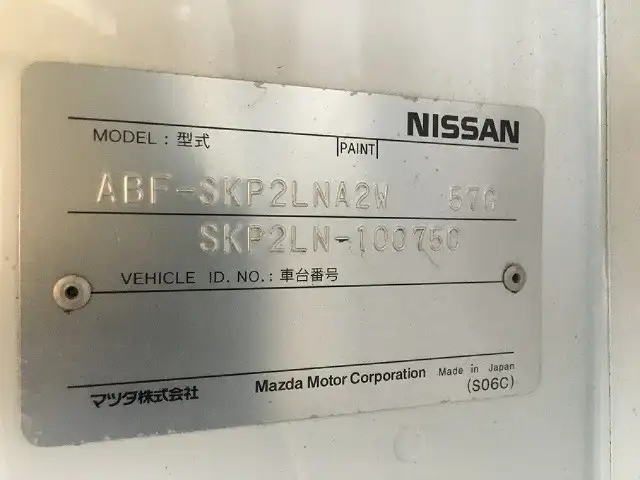 NISSAN
MODEL : 型式
PAINT
ABF-SKP2LNA2W 57G
SKP2LN-100750
VEHICLE ID. NO. : 車台番号
マツダ株式会社 Mazda Motor Corporation Made in Japan
(S06C)